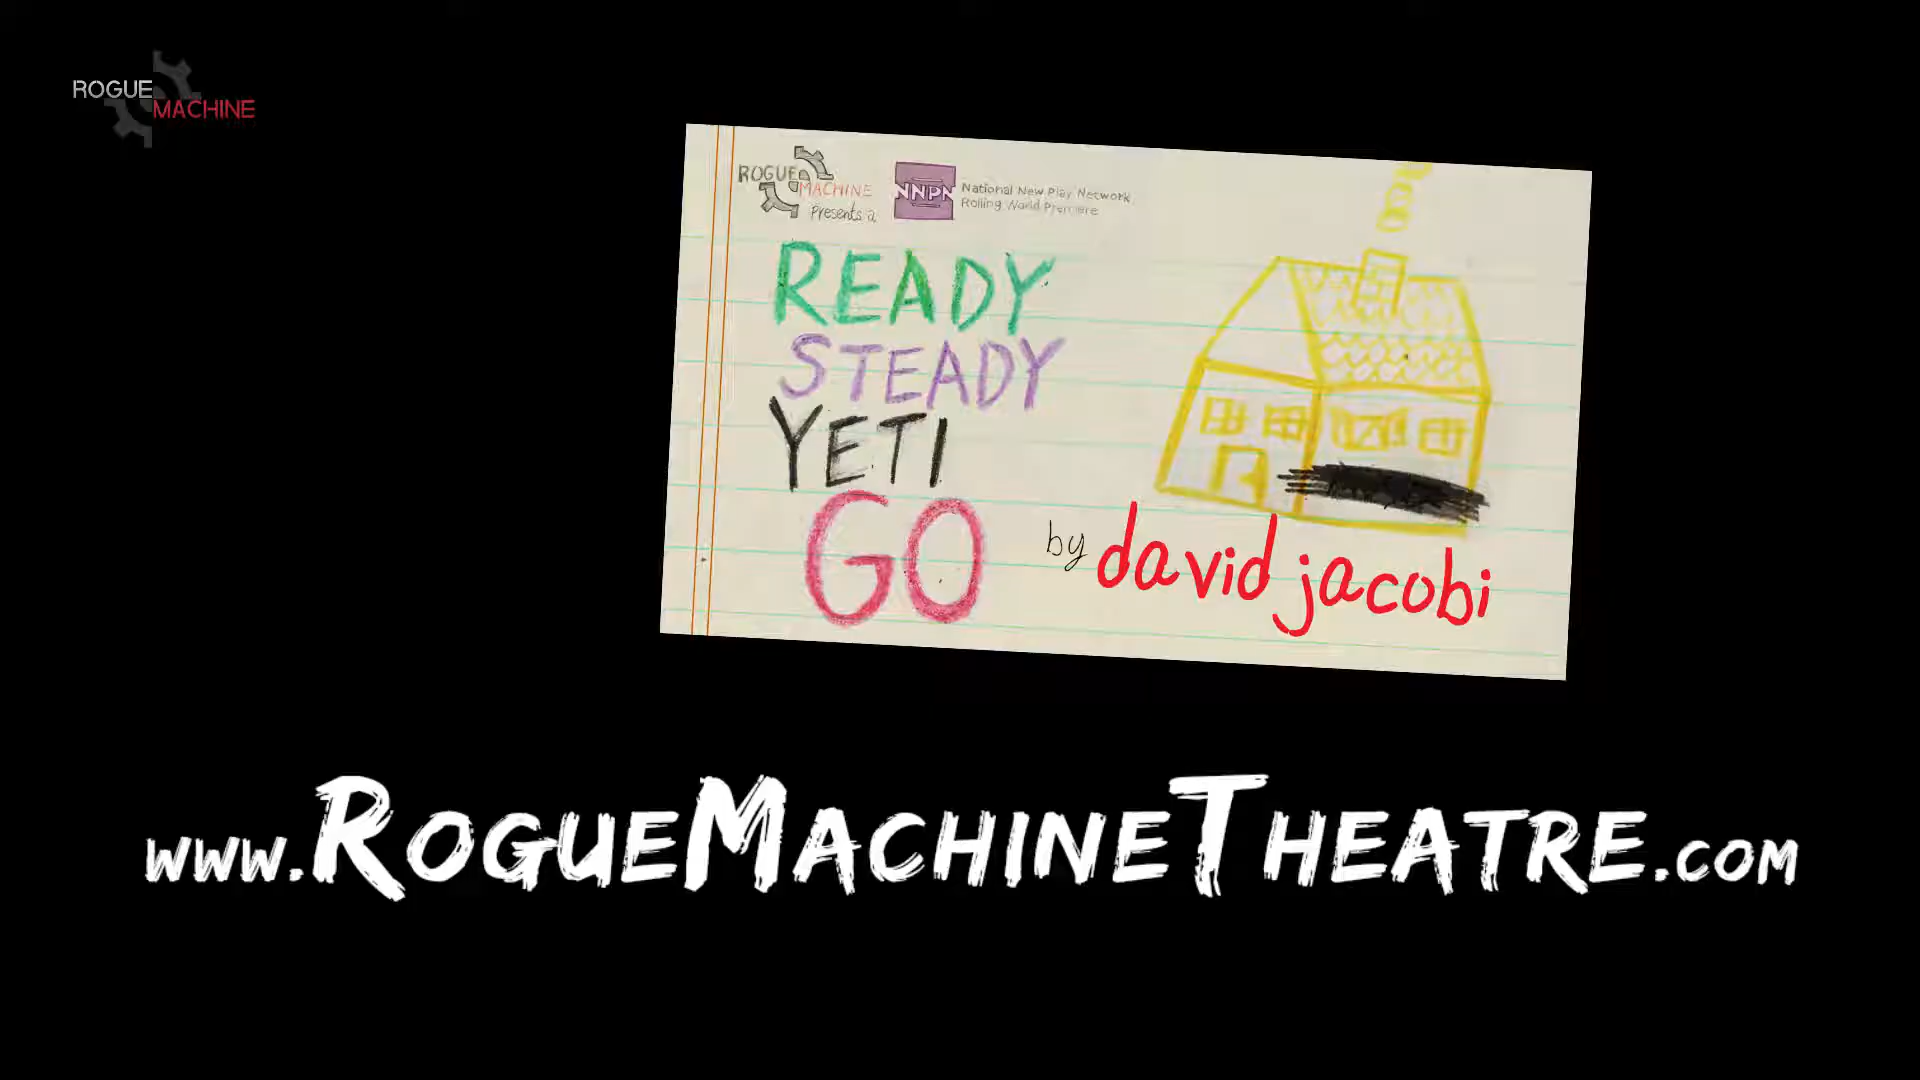 ROGUE
MACHINE
ROGUE
MACHINE
presents a
NNPN
National New Play Network
Rolling World Premiere
READY
STEADY
YETI
GO
by david jacobi
www.RogueMachineTheatre.com